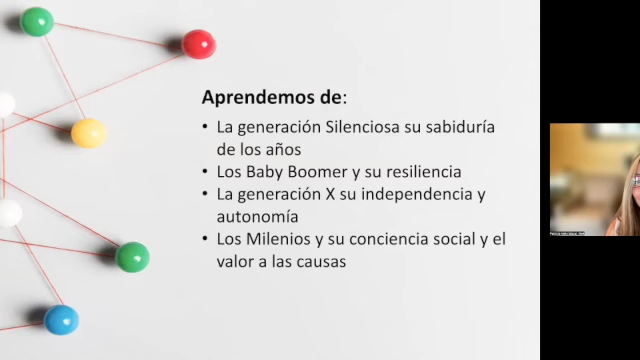 Aprendemos de:
• La generación Silenciosa su sabiduría
de los años
• Los Baby Boomer y su resiliencia
• La generación X su independencia y
autonomía
• Los Milenios y su conciencia social y el
valor a las causas